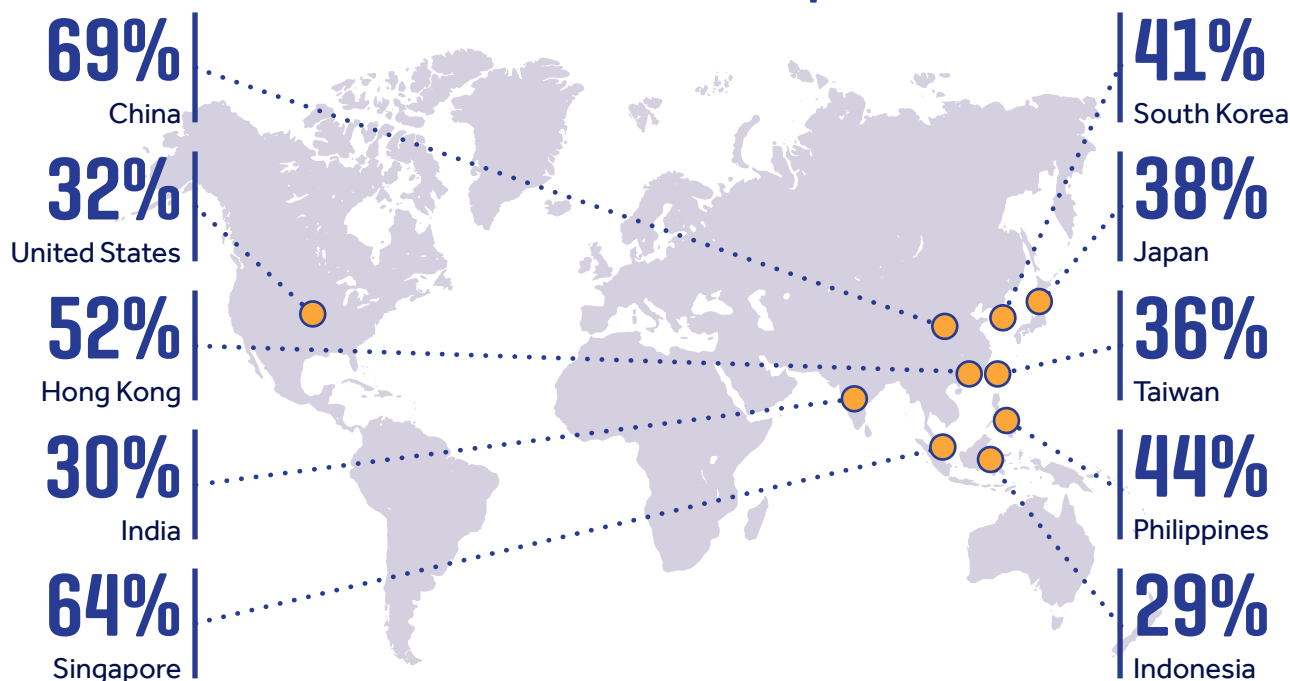 69%
China
32%
United States
52%
Hong Kong
30%
India
64%
Singapore
41%
South Korea
38%
Japan
36%
Taiwan
44%
Philippines
29%
Indonesia